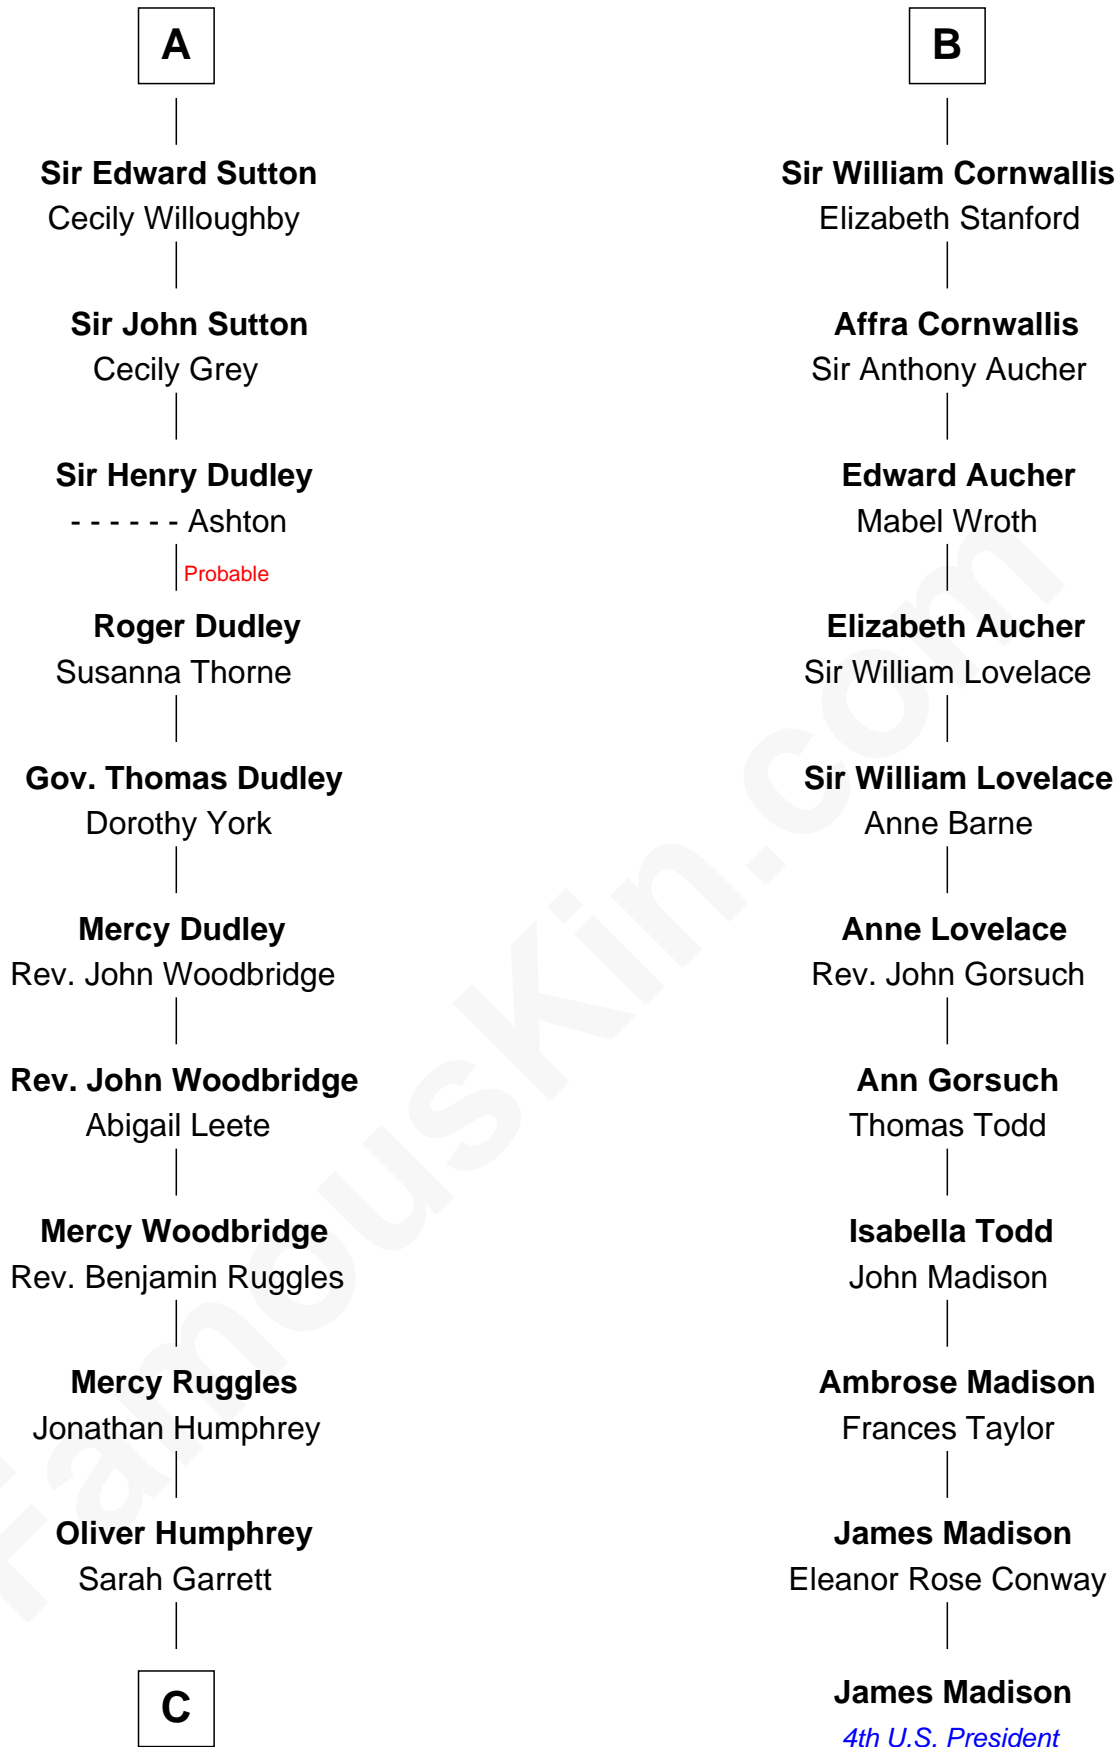 A
Sir Edward Sutton
Cecily Willoughby
Sir John Sutton
Cecily Grey
Sir Henry Dudley
- - - - - - Ashton
Probable
Roger Dudley
Susanna Thorne
Gov. Thomas Dudley
Dorothy York
Mercy Dudley
Rev. John Woodbridge
Rev. John Woodbridge
Abigail Leete
Mercy Woodbridge
Rev. Benjamin Ruggles
Mercy Ruggles
Jonathan Humphrey
Oliver Humphrey
Sarah Garrett
C
B
Sir William Cornwallis
Elizabeth Stanford
Affra Cornwallis
Sir Anthony Aucher
Edward Aucher
Mabel Wroth
Elizabeth Aucher
Sir William Lovelace
Sir William Lovelace
Anne Barne
Anne Lovelace
Rev. John Gorsuch
Ann Gorsuch
Thomas Todd
Isabella Todd
John Madison
Ambrose Madison
Frances Taylor
James Madison
Eleanor Rose Conway
James Madison
4th U.S. President
FamousKin.com